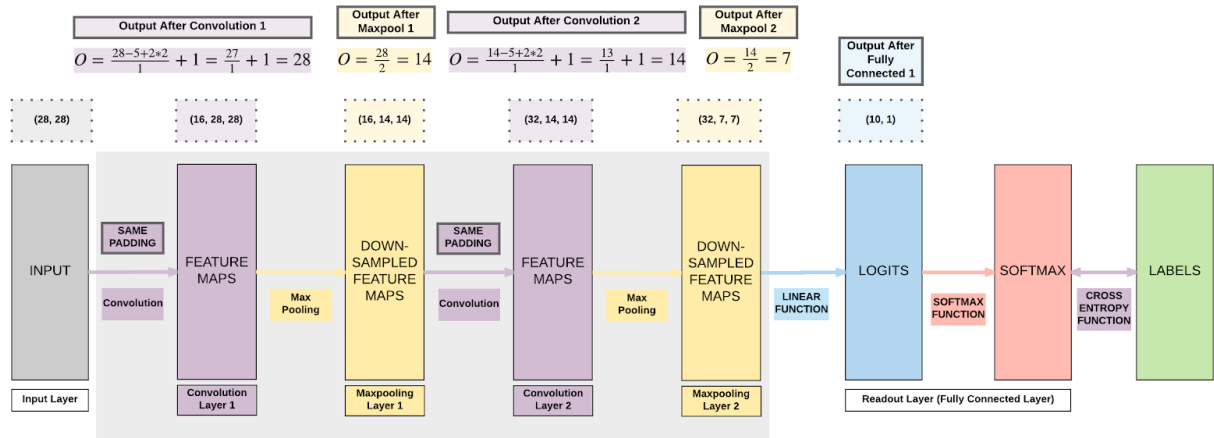 Output After Convolution 1
Output After
Maxpool 1
Output After Convolution 2
Output After
Maxpool 2
O = \frac{28-5+2*2}{1} + 1 = \frac{27}{1} + 1 = 28
O = \frac{28}{2} = 14
O = \frac{14-5+2*2}{1} + 1 = \frac{13}{1} + 1 = 14
O = \frac{14}{2} = 7
Output After
Fully
Connected 1
(28, 28)
(16, 28, 28)
(16, 14, 14)
(32, 14, 14)
(32, 7, 7)
(10, 1)
INPUT
SAME
PADDING
Convolution
FEATURE
MAPS
Max
Pooling
DOWN-
SAMPLED
FEATURE
MAPS
SAME
PADDING
Convolution
FEATURE
MAPS
Max
Pooling
DOWN-
SAMPLED
FEATURE
MAPS
LINEAR
FUNCTION
LOGITS
SOFTMAX
FUNCTION
SOFTMAX
CROSS
ENTROPY
FUNCTION
LABELS
Input Layer
Convolution
Layer 1
Maxpooling
Layer 1
Convolution
Layer 2
Maxpooling
Layer 2
Readout Layer (Fully Connected Layer)